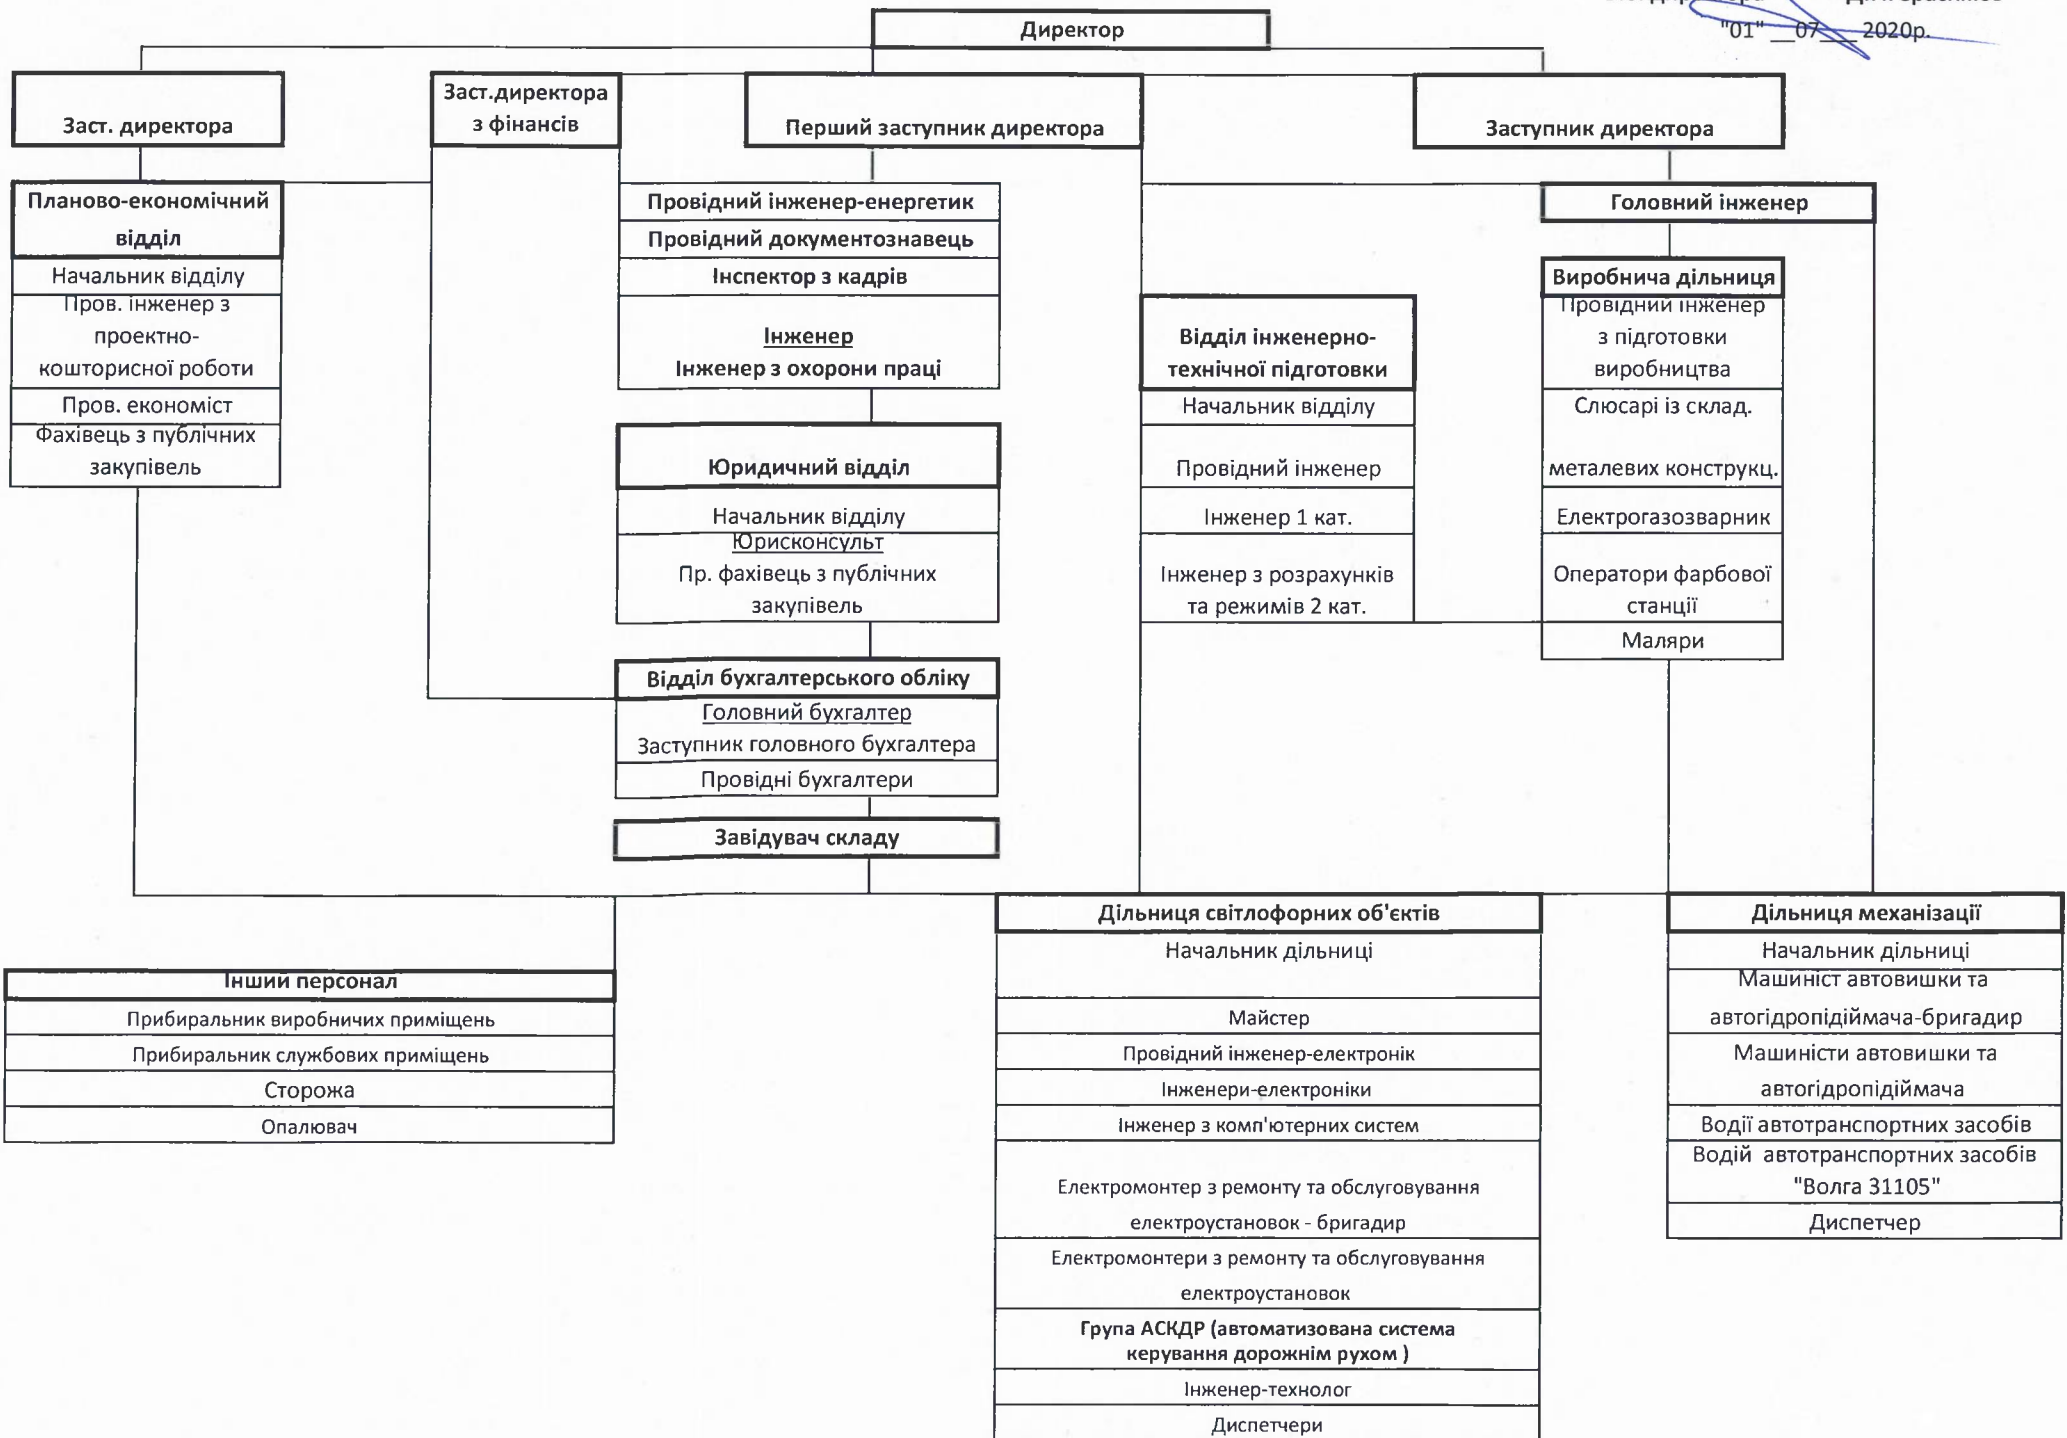 "01" __07___ 2020р.
Директор
Заст. директора
Заст.директора
з фінансів
Перший заступник директора
Заступник директора
Планово-економічний
відділ
Начальник відділу
Пров. інженер з
проектно-
кошторисної роботи
Пров. економіст
Фахівець з публічних
закупівель
Провідний інженер-енергетик
Провідний документознавець
Інспектор з кадрів
Інженер
Інженер з охорони праці
Юридичний відділ
Начальник відділу
Юрисконсульт
Пр. фахівець з публічних
закупівель
Відділ бухгалтерського обліку
Головний бухгалтер
Заступник головного бухгалтера
Провідні бухгалтери
Завідувач складу
Відділ інженерно-
технічної підготовки
Начальник відділу
Провідний інженер
Інженер 1 кат.
Інженер з розрахунків
та режимів 2 кат.
Головний інженер
Виробнича дільниця
Провідний інженер
з підготовки
виробництва
Слюсарі із склад.
металевих конструкц.
Електрогазозварник
Оператори фарбової
станції
Маляри
Інший персонал
Прибиральник виробничих приміщень
Прибиральник службових приміщень
Сторожа
Опалювач
Дільниця світлофорних об'єктів
Начальник дільниці
Майстер
Провідний інженер-електронік
Інженери-електроніки
Інженер з комп'ютерних систем
Електромонтер з ремонту та обслуговування
електроустановок - бригадир
Електромонтери з ремонту та обслуговування
електроустановок
Група АСКДР (автоматизована система
керування дорожнім рухом )
Інженер-технолог
Диспетчери
Дільниця механізації
Начальник дільниці
Машиніст автовишки та
автогідропідіймача-бригадир
Машиністи автовишки та
автогідропідіймача
Водії автотранспортних засобів
Водій автотранспортних засобів
"Волга 31105"
Диспетчер